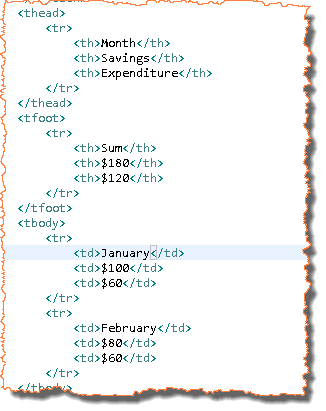 <thead>
<tr>
<th>Month</th>
<th>Savings</th>
<th>Expenditure</th>
</tr>
</thead>
<tfoot>
<tr>
<th>Sum</th>
<th>$180</th>
<th>$120</th>
</tr>
</tfoot>
<tbody>
<tr>
<td>January</td>
<td>$100</td>
<td>$60</td>
</tr>
<tr>
<td>February</td>
<td>$80</td>
<td>$60</td>
</tr>
</tbody>